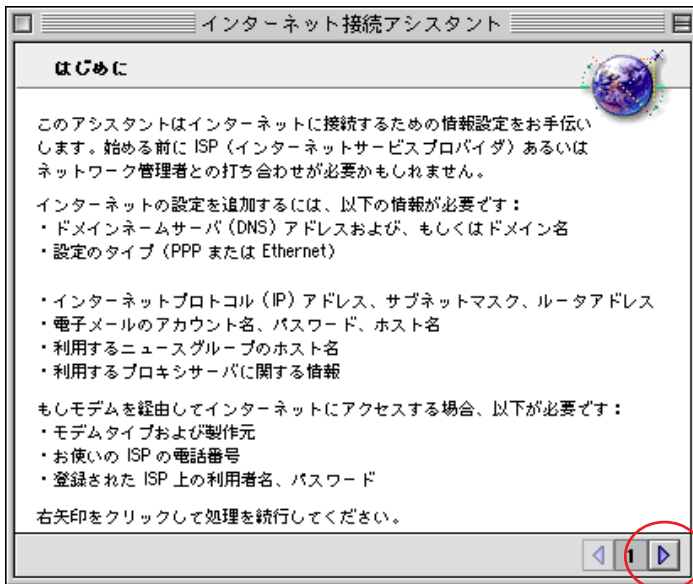 インターネット接続アシスタント
はじめに
このアシスタントはインターネットに接続するための情報設定をお手伝い
します。始める前に ISP（インターネットサービスプロバイダ）あるいは
ネットワーク管理者との打ち合わせが必要かもしれません。
インターネットの設定を追加するには、以下の情報が必要です：
・ドメインネームサーバ（DNS）アドレスおよび、もしくはドメイン名
・設定のタイプ（PPP または Ethernet）
・インターネットプロトコル（IP）アドレス、サブネットマスク、ルータアドレス
・電子メールのアカウント名、パスワード、ホスト名
・利用するニュースグループのホスト名
・利用するプロキシサーバに関する情報
もしモデムを経由してインターネットにアクセスする場合、以下が必要です：
・モデムタイプおよび製作元
・お使いの ISP の電話番号
・登録された ISP 上の利用者名、パスワード
右矢印をクリックして処理を続行してください。
1